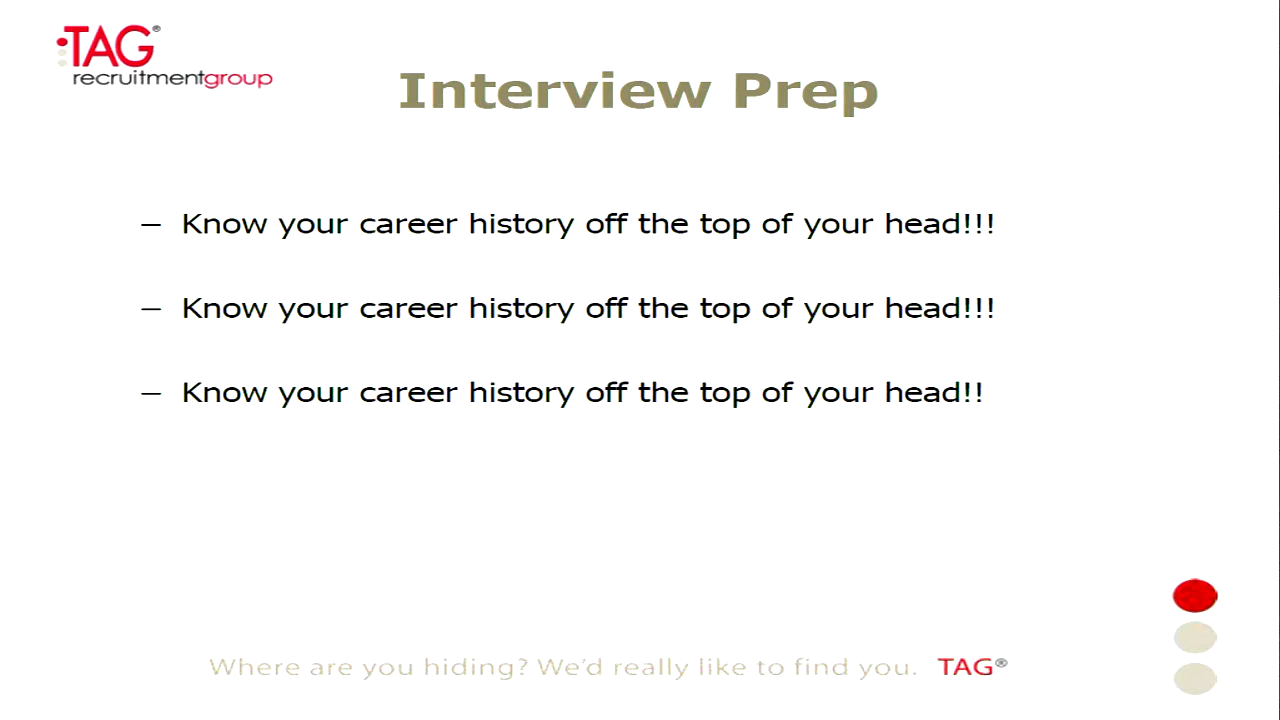 TAG®
recruitmentgroup
Interview Prep
– Know your career history off the top of your head!!!
– Know your career history off the top of your head!!!
– Know your career history off the top of your head!!
Where are you hiding? We'd really like to find you. TAG®